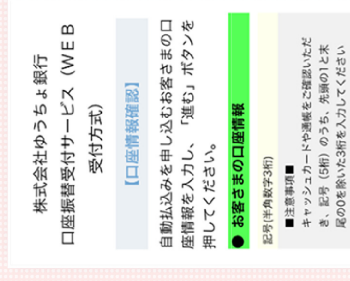 株式会社ゆうちょ銀行
口座振替受付サービス（ＷＥＢ
受付方式）
【口座情報確認】
自動払込みを申し込むお客さまの口
座情報を入力し、「進む」ボタンを
押してください。
● お客さまの口座情報
記号(半角数字3桁)
■注意事項■
キャッシュカードや通帳をご確認いただ
き、記号（5桁）のうち、先頭の1と末
尾の0を除いた3桁を入力してください